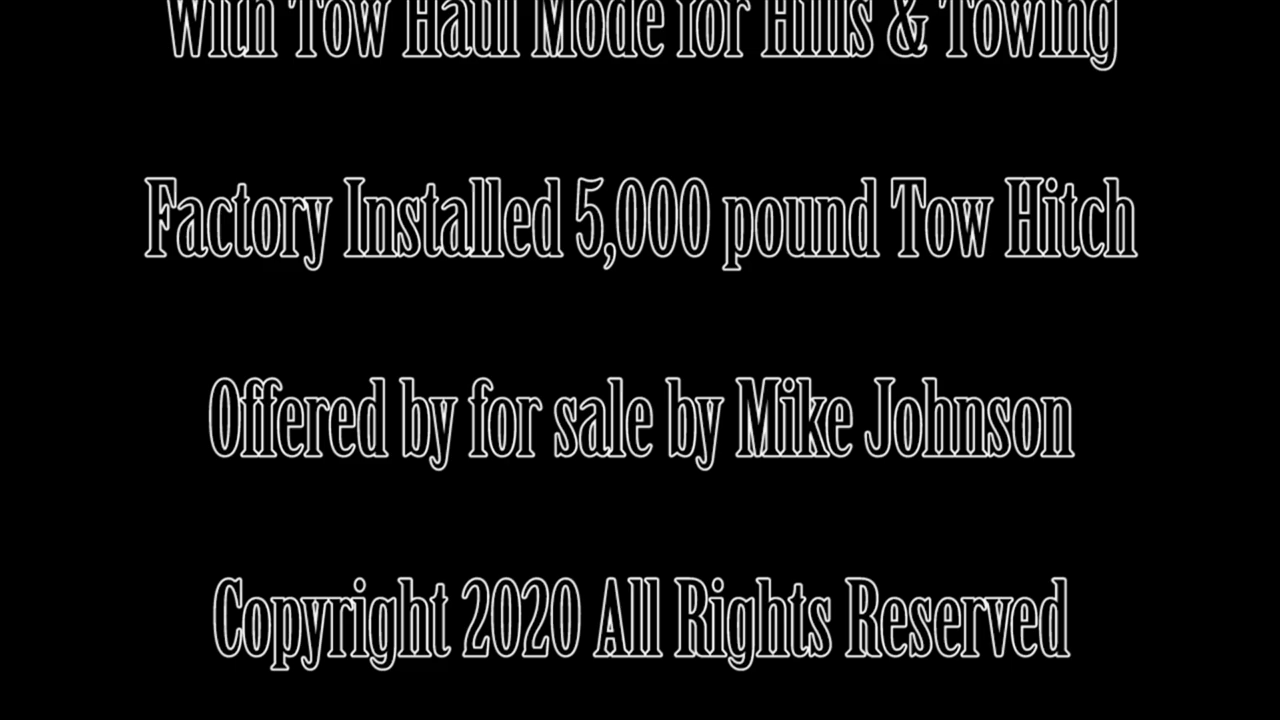 With Tow Haul Mode for Hills & Towing
Factory Installed 5,000 pound Tow Hitch
Offered by for sale by Mike Johnson
Copyright 2020 All Rights Reserved